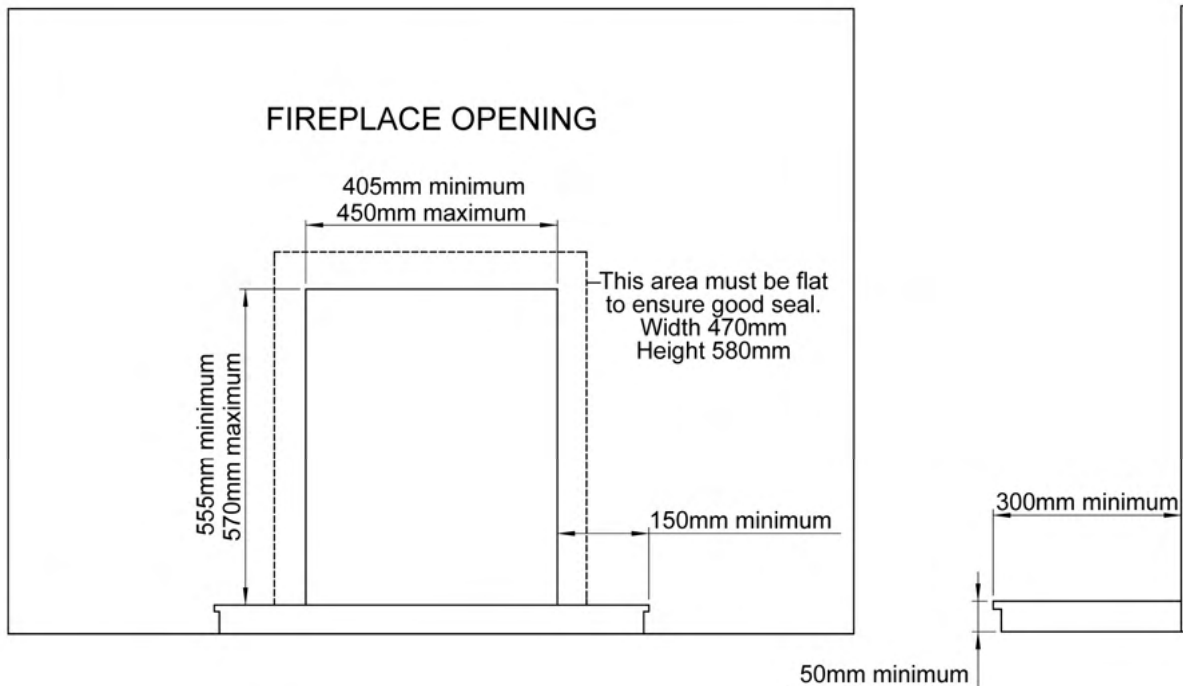 FIREPLACE OPENING
405mm minimum
450mm maximum
This area must be flat
to ensure good seal.
Width 470mm
Height 580mm
555mm minimum
570mm maximum
150mm minimum
300mm minimum
50mm minimum